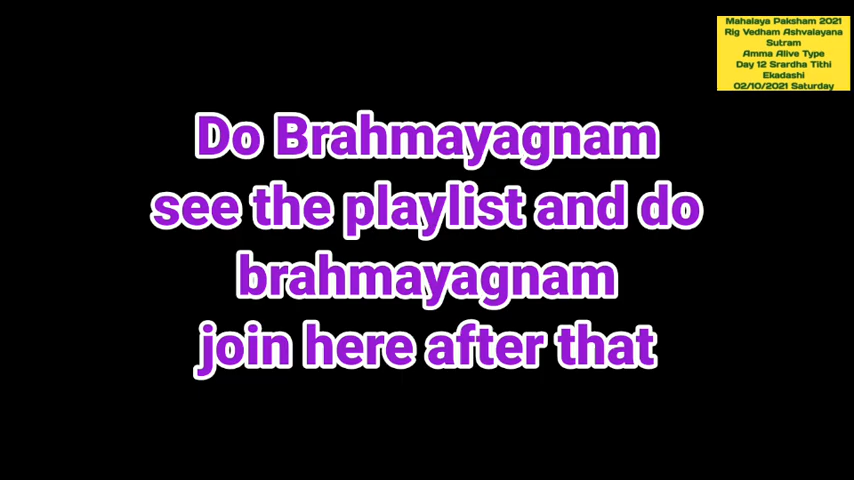 Mahalaya Paksham 2021
Rig Vedham Ashvalayana
Sutram
Amma Alive Type
Day 12 Srardha Tithi
Ekadashi
02/10/2021 Saturday
Do Brahmayagnam
see the playlist and do
brahmayagnam
join here after that